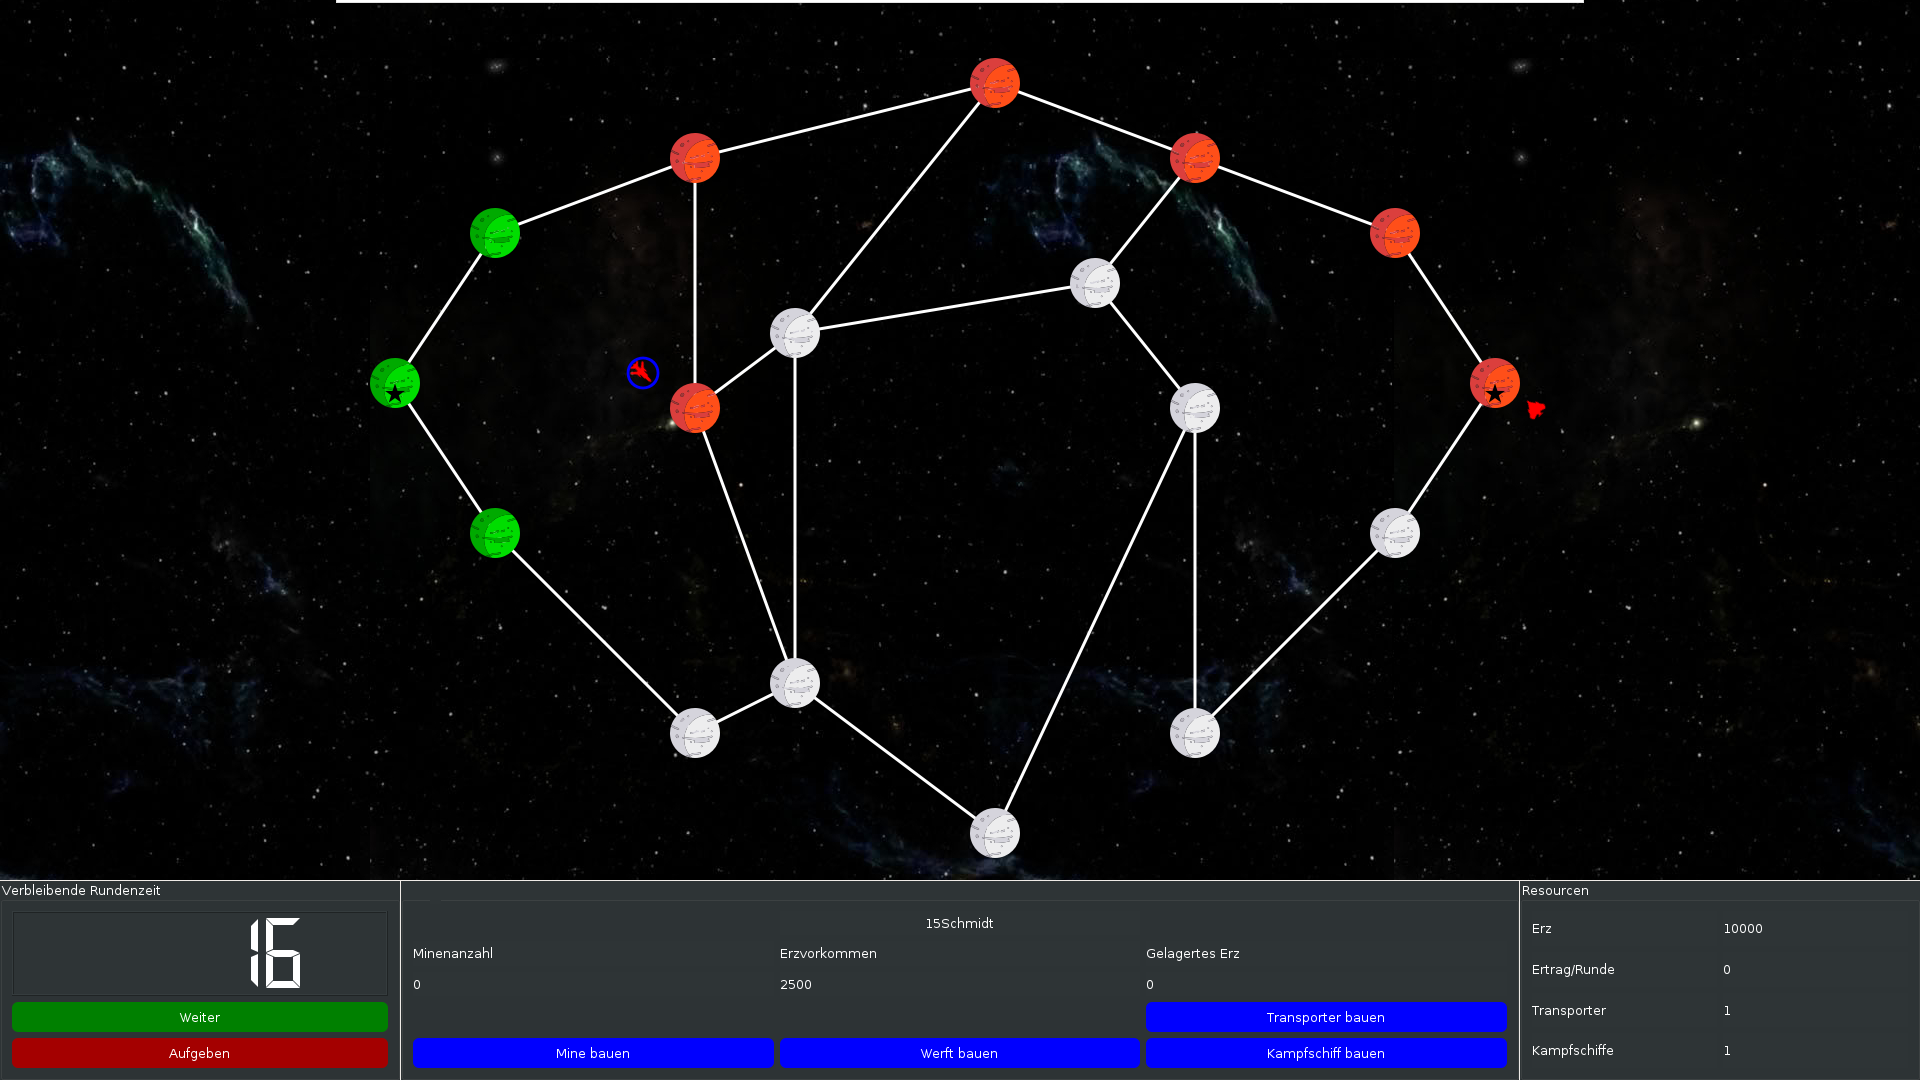 Verbleibende Rundenzeit
16
Weiter
Aufgeben
15Schmidt
Minenanzahl Erzvorkommen Gelagertes Erz
0 2500 0
Transporter bauen
Mine bauen Werft bauen Kampfschiff bauen
Resourcen
Erz 10000
Ertrag/Runde 0
Transporter 1
Kampfschiffe 1